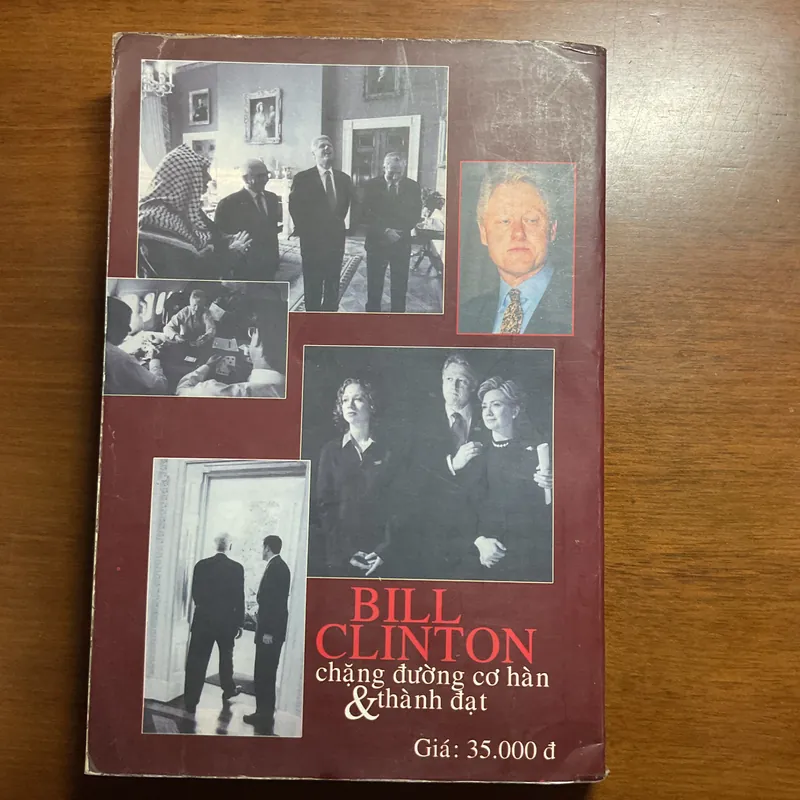 BILL
CLINTON
chặng đường cơ hàn
& thành đạt
Giá: 35.000 đ